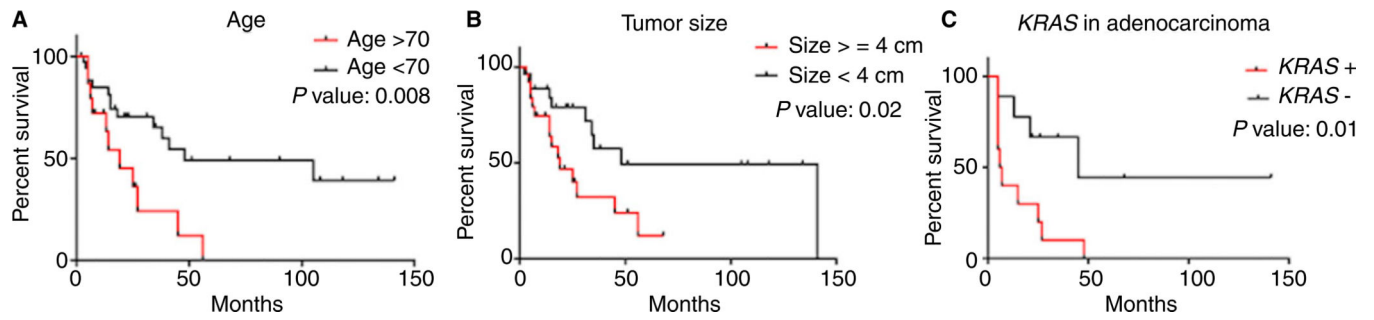 A
Age
Age >70
Age <70
P value: 0.008
Percent survival
100
50
0
0
50
100
150
Months
B
Tumor size
Size > = 4 cm
Size < 4 cm
P value: 0.02
Percent survival
100
50
0
0
50
100
150
Months
C
KRAS in adenocarcinoma
KRAS +
KRAS -
P value: 0.01
Percent survival
100
50
0
0
50
100
150
Months